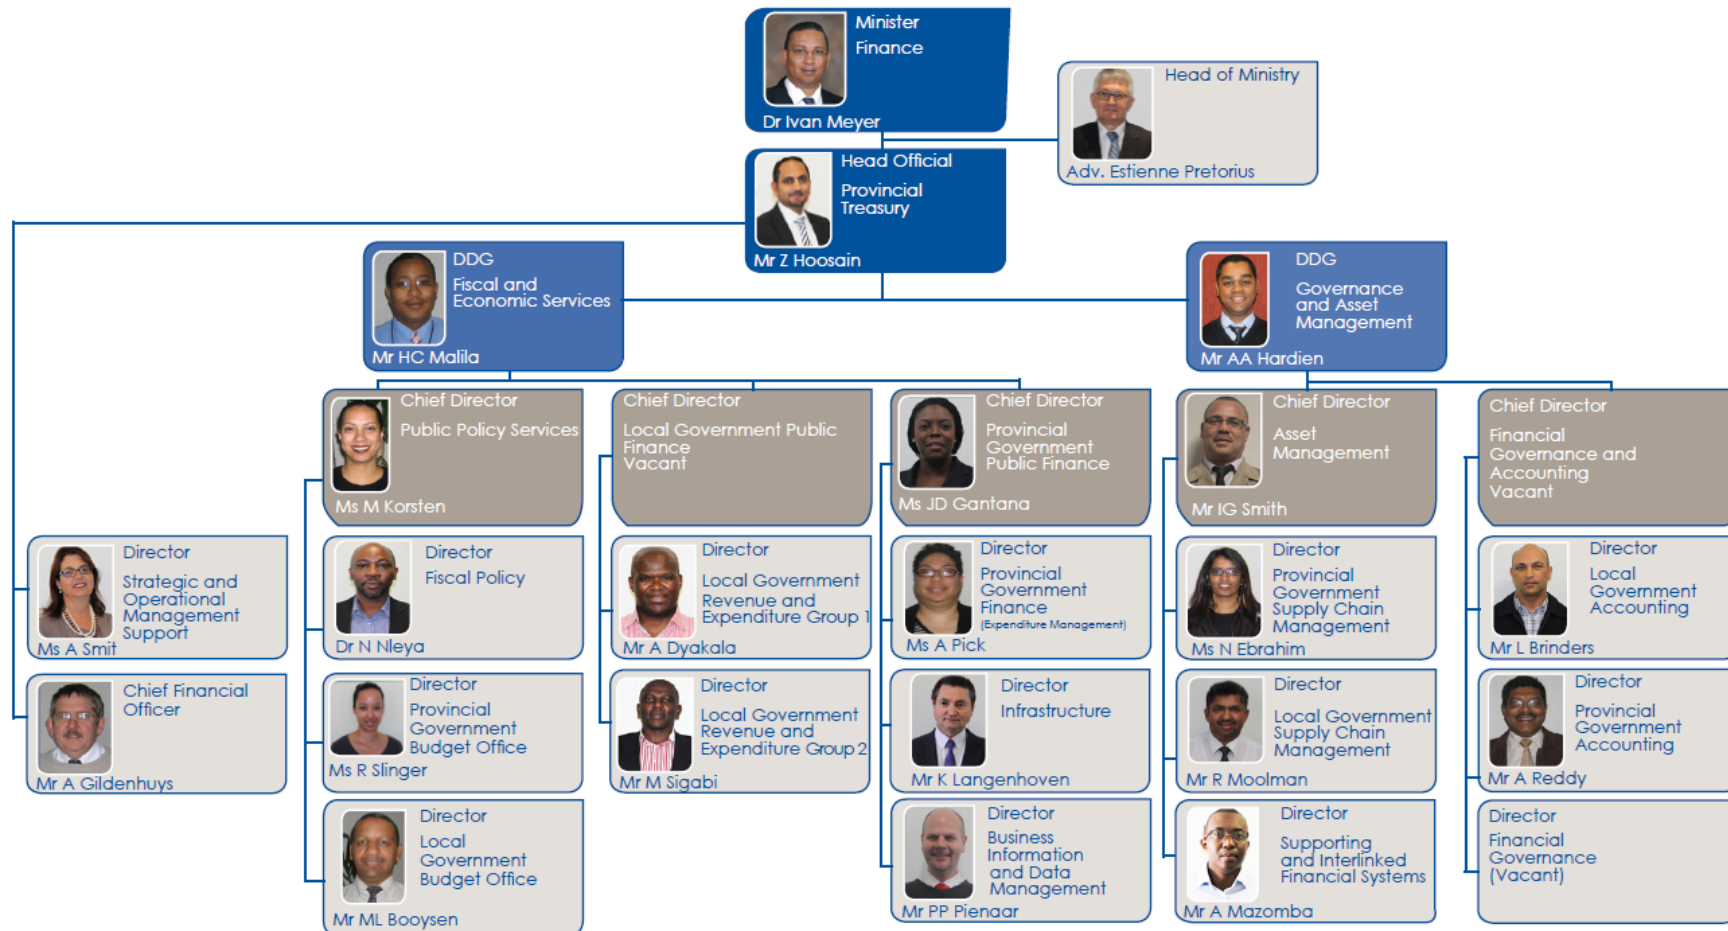 Minister
Finance
Dr Ivan Meyer
Head of Ministry
Adv. Estienne Pretorius
Head Official
Provincial
Treasury
Mr Z Hoosain
DDG
Fiscal and
Economic Services
Mr HC Malila
DDG
Governance
and Asset
Management
Mr AA Hardien
Chief Director
Public Policy Services
Ms M Korsten
Chief Director
Local Government Public
Finance
Vacant
Chief Director
Provincial
Government
Public Finance
Ms JD Gantana
Chief Director
Asset
Management
Mr IG Smith
Chief Director
Financial
Governance and
Accounting
Vacant
Director
Strategic and
Operational
Management
Support
Ms A Smit
Director
Fiscal Policy
Dr N Nleya
Director
Local Government
Revenue and
Expenditure Group 1
Mr A Dyakala
Director
Provincial
Government
Finance
(Expenditure Management)
Ms A Pick
Director
Provincial
Government
Supply Chain
Management
Ms N Ebrahim
Director
Local
Government
Accounting
Mr L Brinders
Chief Financial
Officer
Mr A Gildenhuys
Director
Provincial
Government
Budget Office
Ms R Slinger
Director
Local Government
Revenue and
Expenditure Group 2
Mr M Sigabi
Director
Infrastructure
Mr K Langenhoven
Director
Local Government
Supply Chain
Management
Mr R Moolman
Director
Provincial
Government
Accounting
Mr A Reddy
Director
Local
Government
Budget Office
Mr ML Booysen
Director
Business
Information
and Data
Management
Mr PP Pienaar
Director
Supporting
and Interlinked
Financial Systems
Mr A Mazomba
Director
Financial
Governance
(Vacant)